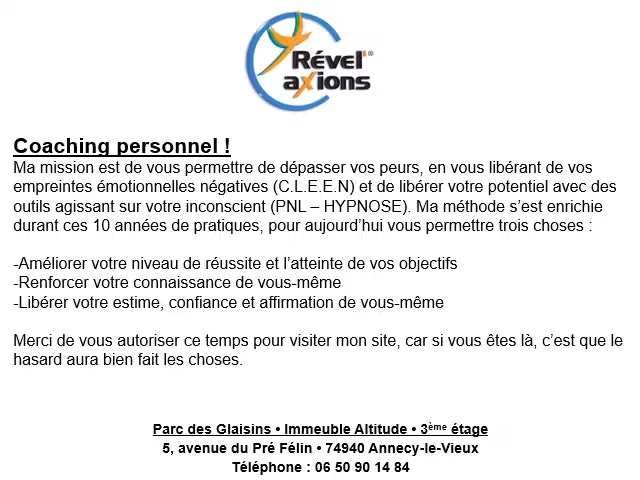 Rével'®
aXions
Coaching personnel !
Ma mission est de vous permettre de dépasser vos peurs, en vous libérant de vos
empreintes émotionnelles négatives (C.L.E.E.N) et de libérer votre potentiel avec des
outils agissant sur votre inconscient (PNL – HYPNOSE). Ma méthode s’est enrichie
durant ces 10 années de pratiques, pour aujourd’hui vous permettre trois choses :
-Améliorer votre niveau de réussite et l’atteinte de vos objectifs
-Renforcer votre connaissance de vous-même
-Libérer votre estime, confiance et affirmation de vous-même
Merci de vous autoriser ce temps pour visiter mon site, car si vous êtes là, c’est que le
hasard aura bien fait les choses.
Parc des Glaisins • Immeuble Altitude • 3ème étage
5, avenue du Pré Félin • 74940 Annecy-le-Vieux
Téléphone : 06 50 90 14 84